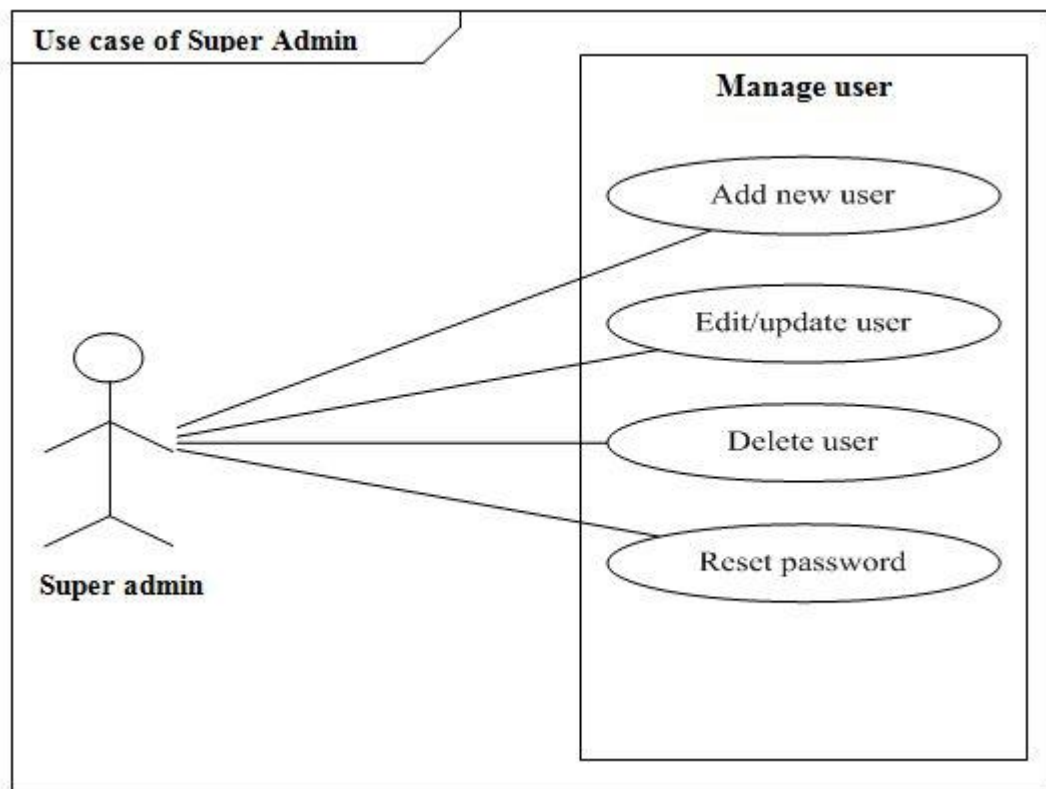 Use case of Super Admin
Manage user
Add new user
Edit/update user
Delete user
Reset password
Super admin